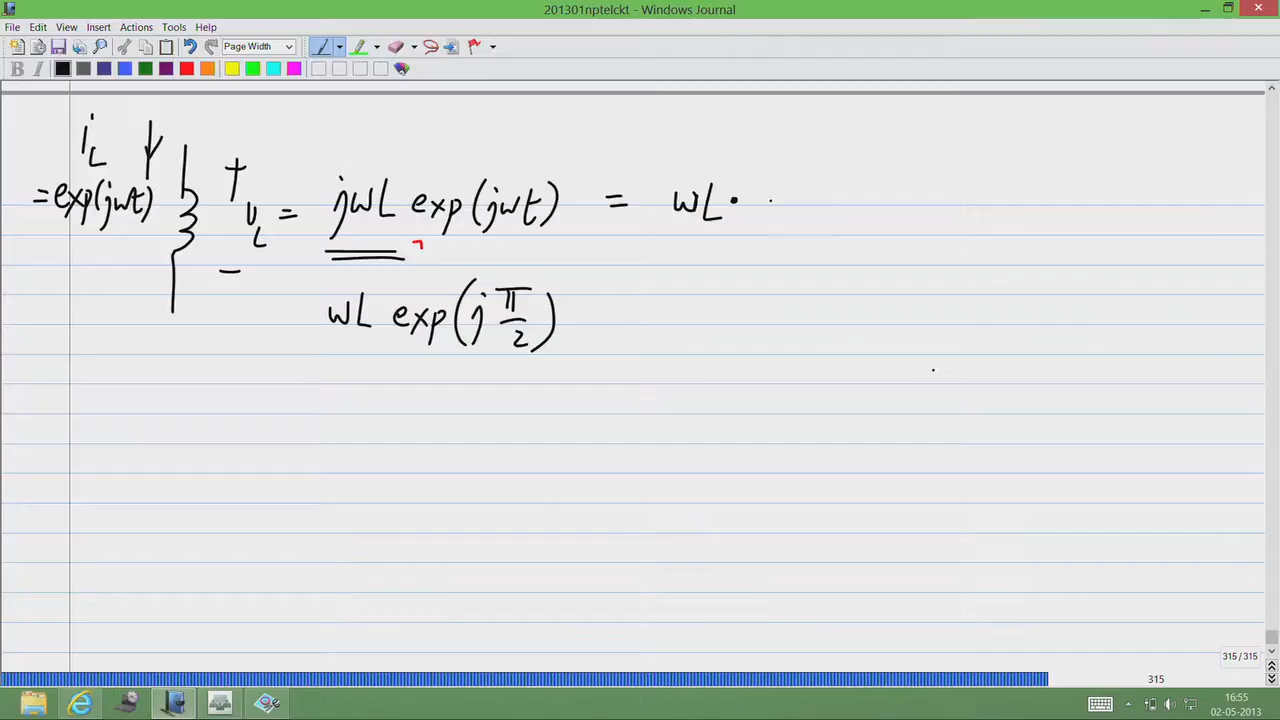 201301nptelckt - Windows Journal
File Edit View Insert Actions Tools Help
Page Width
B I
i_L
= exp(jωt)
+
v_L = jωL exp(jωt) = ωL ·
−
ωL exp(j π/2)
315 / 315
315
16:55
02-05-2013